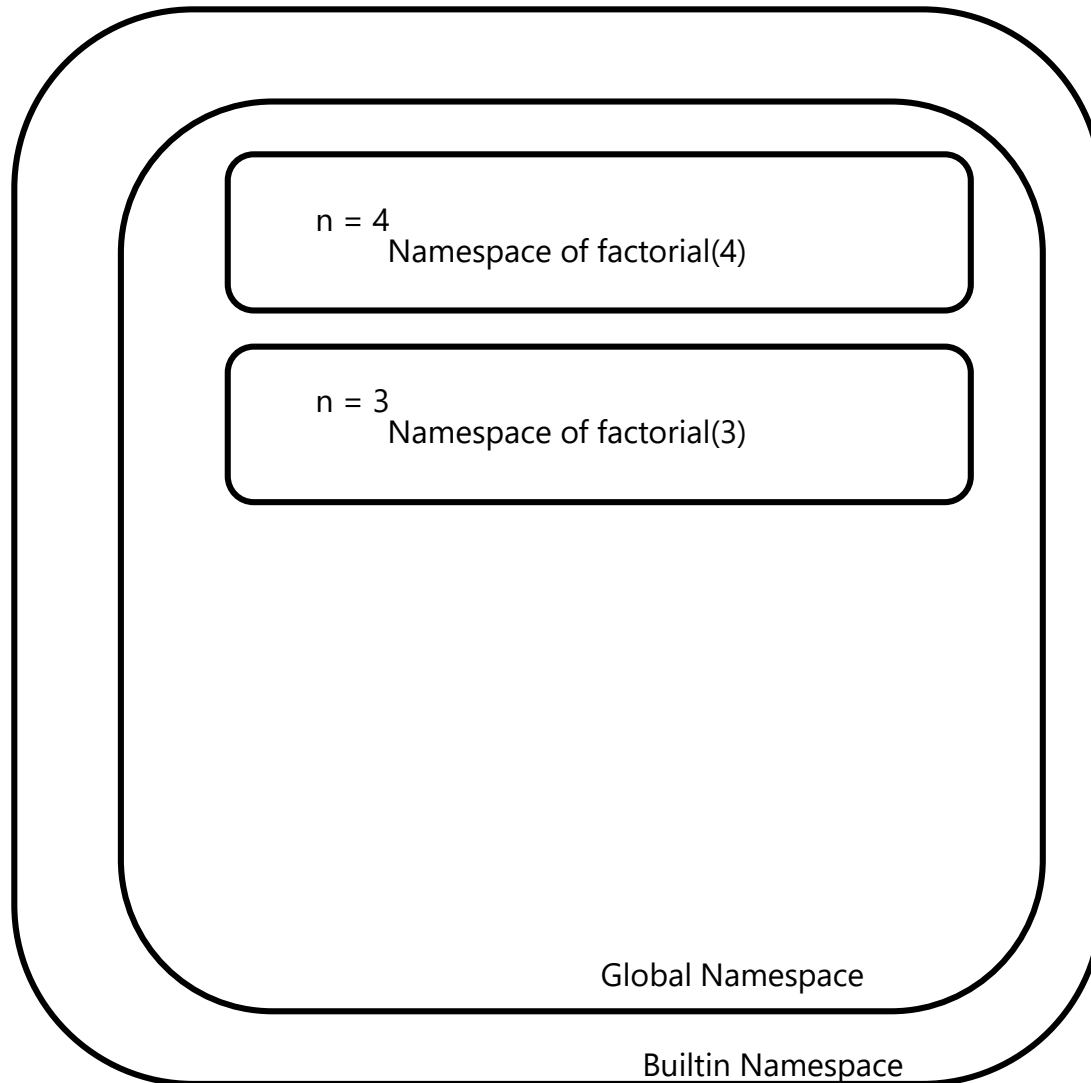 n = 4
Namespace of factorial(4)
n = 3
Namespace of factorial(3)
Global Namespace
Builtin Namespace